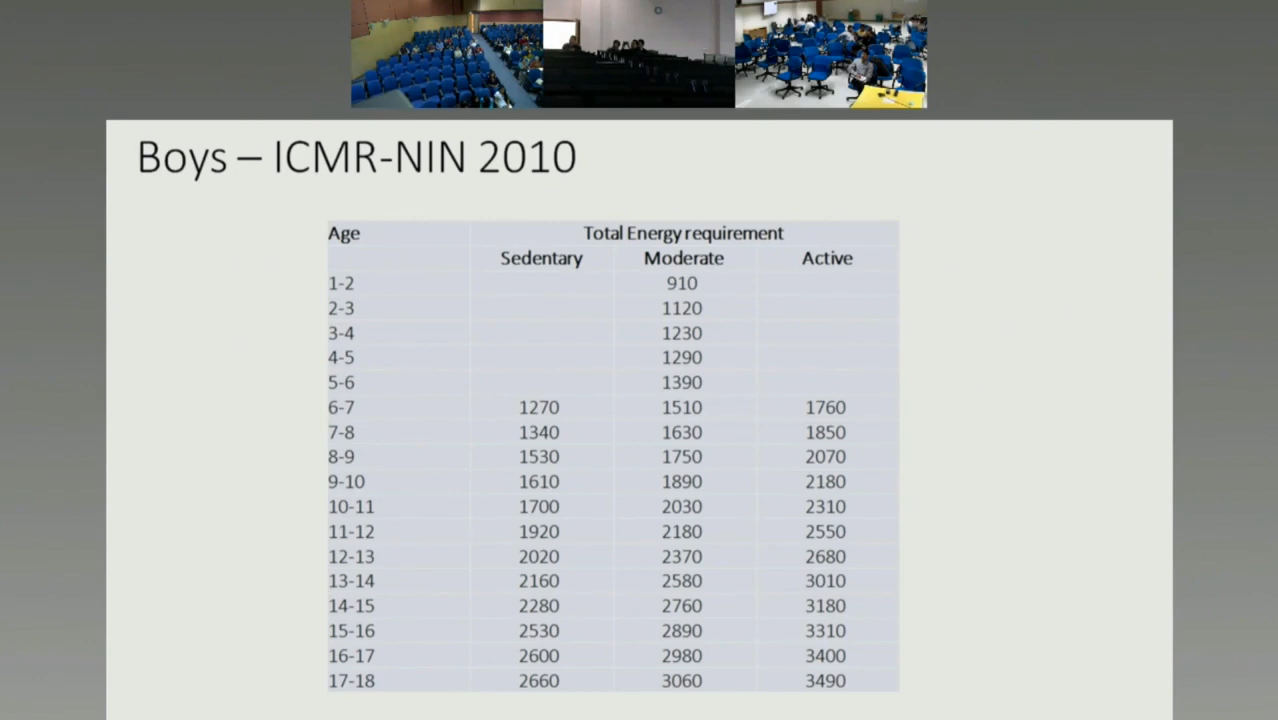 Boys – ICMR-NIN 2010
Age Total Energy requirement
Sedentary Moderate Active
1-2 910
2-3 1120
3-4 1230
4-5 1290
5-6 1390
6-7 1270 1510 1760
7-8 1340 1630 1850
8-9 1530 1750 2070
9-10 1610 1890 2180
10-11 1700 2030 2310
11-12 1920 2180 2550
12-13 2020 2370 2680
13-14 2160 2580 3010
14-15 2280 2760 3180
15-16 2530 2890 3310
16-17 2600 2980 3400
17-18 2660 3060 3490